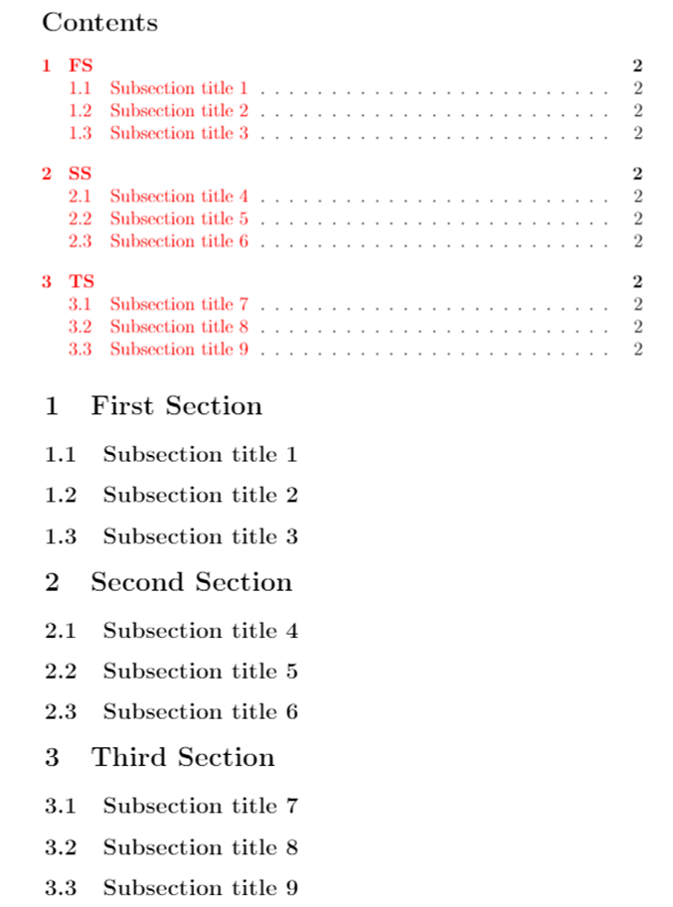 Contents
1 FS 2
1.1 Subsection title 1 . . . . . . . . . . . . . . . . . . . . . . . . . 2
1.2 Subsection title 2 . . . . . . . . . . . . . . . . . . . . . . . . . 2
1.3 Subsection title 3 . . . . . . . . . . . . . . . . . . . . . . . . . 2
2 SS 2
2.1 Subsection title 4 . . . . . . . . . . . . . . . . . . . . . . . . . 2
2.2 Subsection title 5 . . . . . . . . . . . . . . . . . . . . . . . . . 2
2.3 Subsection title 6 . . . . . . . . . . . . . . . . . . . . . . . . . 2
3 TS 2
3.1 Subsection title 7 . . . . . . . . . . . . . . . . . . . . . . . . . 2
3.2 Subsection title 8 . . . . . . . . . . . . . . . . . . . . . . . . . 2
3.3 Subsection title 9 . . . . . . . . . . . . . . . . . . . . . . . . . 2
1 First Section
1.1 Subsection title 1
1.2 Subsection title 2
1.3 Subsection title 3
2 Second Section
2.1 Subsection title 4
2.2 Subsection title 5
2.3 Subsection title 6
3 Third Section
3.1 Subsection title 7
3.2 Subsection title 8
3.3 Subsection title 9